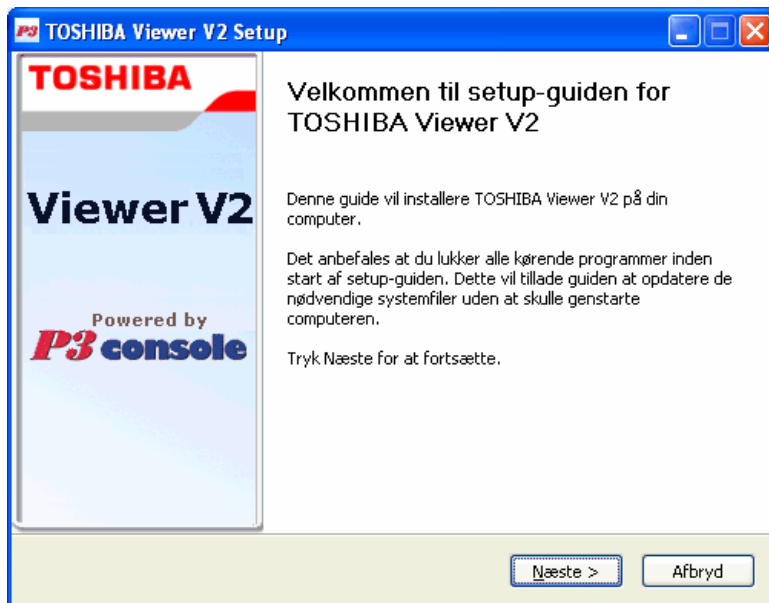 P3 TOSHIBA Viewer V2 Setup
TOSHIBA
Viewer V2
Powered by
P3 console
Velkommen til setup-guiden for
TOSHIBA Viewer V2
Denne guide vil installere TOSHIBA Viewer V2 på din
computer.
Det anbefales at du lukker alle kørende programmer inden
start af setup-guiden. Dette vil tillade guiden at opdatere de
nødvendige systemfiler uden at skulle genstarte
computeren.
Tryk Næste for at fortsætte.
Næste >
Afbryd